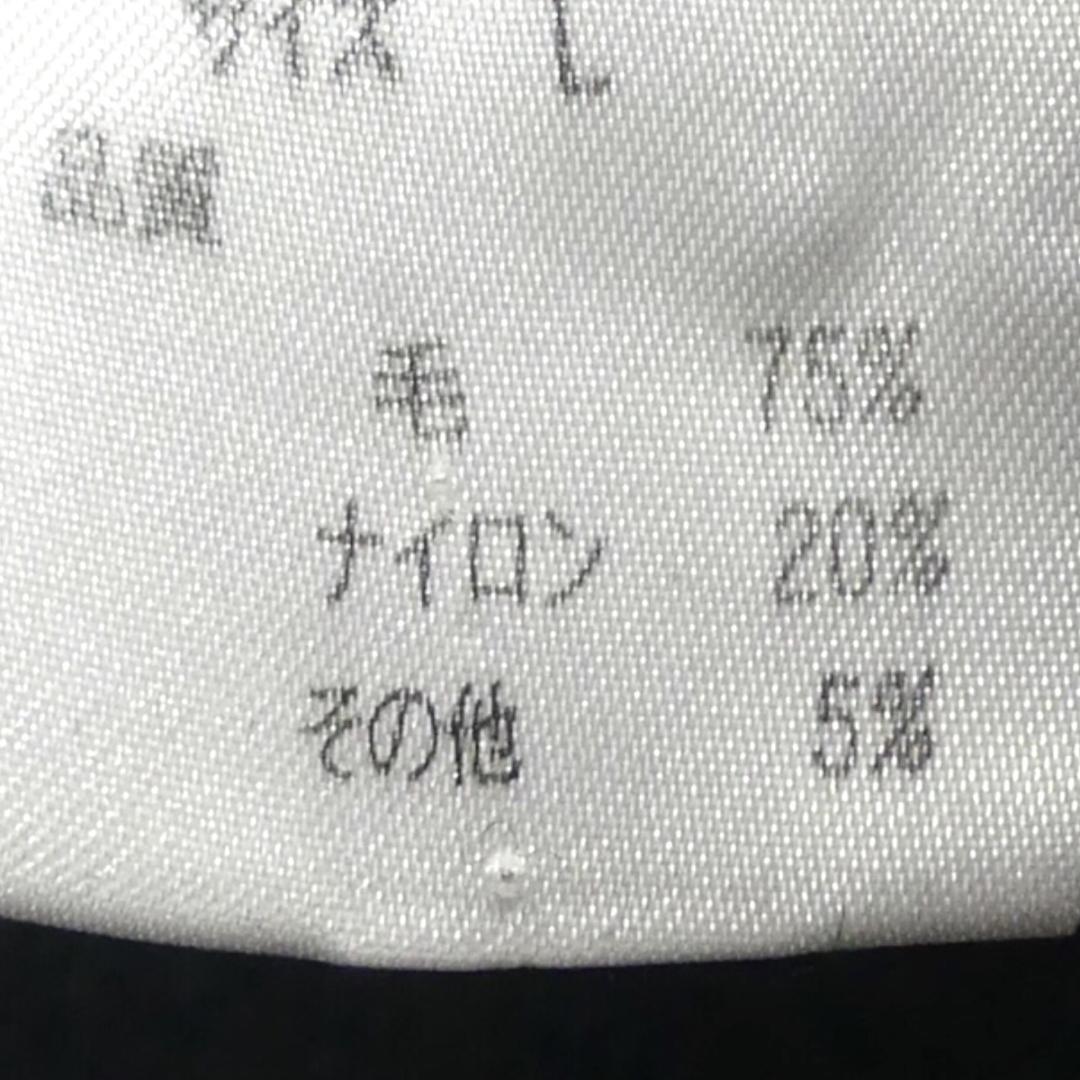 サイズ L
品質
毛 75%
ナイロン 20%
その他 5%